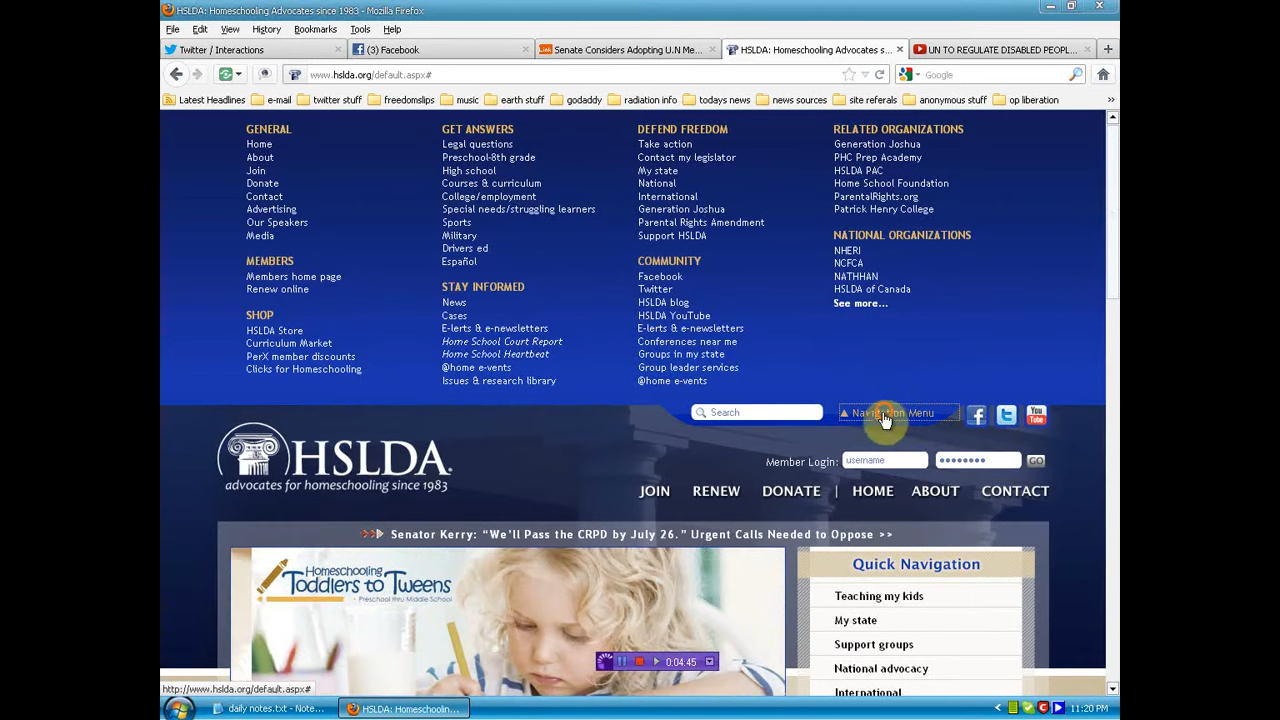 HSLDA: Homeschooling Advocates since 1983 - Mozilla Firefox
File Edit View History Bookmarks Tools Help
Twitter / Interactions
(3) Facebook
Senate Considers Adopting U.N Me...
HSLDA: Homeschooling Advocates s...
UN TO REGULATE DISABLED PEOPL...
www.hslda.org/default.aspx#
Google
Latest Headlines e-mail twitter stuff freedomslips music earth stuff godaddy radiation info todays news news sources site referals anonymous stuff op liberation
GENERAL
Home
About
Join
Donate
Contact
Advertising
Our Speakers
Media
MEMBERS
Members home page
Renew online
SHOP
HSLDA Store
Curriculum Market
PerX member discounts
Clicks for Homeschooling
GET ANSWERS
Legal questions
Preschool-8th grade
High school
Courses & curriculum
College/employment
Special needs/struggling learners
Sports
Military
Drivers ed
Español
STAY INFORMED
News
Cases
E-lerts & e-newsletters
Home School Court Report
Home School Heartbeat
@home e-vents
Issues & research library
DEFEND FREEDOM
Take action
Contact my legislator
My state
National
International
Generation Joshua
Parental Rights Amendment
Support HSLDA
COMMUNITY
Facebook
Twitter
HSLDA blog
HSLDA YouTube
E-lerts & e-newsletters
Conferences near me
Groups in my state
Group leader services
@home e-vents
RELATED ORGANIZATIONS
Generation Joshua
PHC Prep Academy
HSLDA PAC
Home School Foundation
ParentalRights.org
Patrick Henry College
NATIONAL ORGANIZATIONS
NHERI
NCFCA
NATHHAN
HSLDA of Canada
See more...
Search
Navigation Menu
You Tube
HSLDA.
advocates for homeschooling since 1983
Member Login: username GO
JOIN RENEW DONATE | HOME ABOUT CONTACT
Senator Kerry: “We'll Pass the CRPD by July 26.” Urgent Calls Needed to Oppose >>
Homeschooling
Toddlers to Tweens
Preschool thru Middle School
Quick Navigation
Teaching my kids
My state
Support groups
National advocacy
International
0:04:45
http://www.hslda.org/default.aspx#
daily notes.txt - Note...
HSLDA: Homeschoolin...
11:20 PM